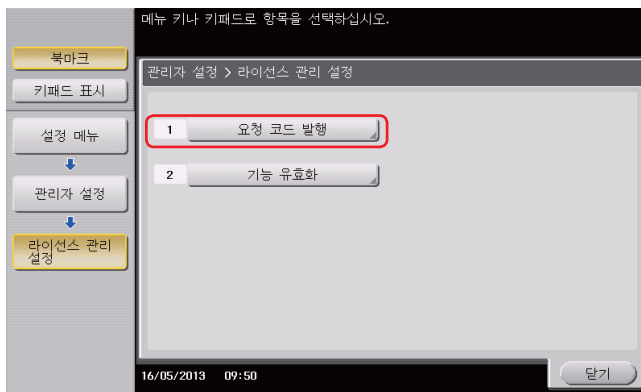 메뉴 키나 키패드로 항목을 선택하십시오.
북마크
키패드 표시
설정 메뉴
관리자 설정
라이선스 관리
설정
관리자 설정 > 라이선스 관리 설정
1 요청 코드 발행
2 기능 유효화
16/05/2013 09:50
닫기